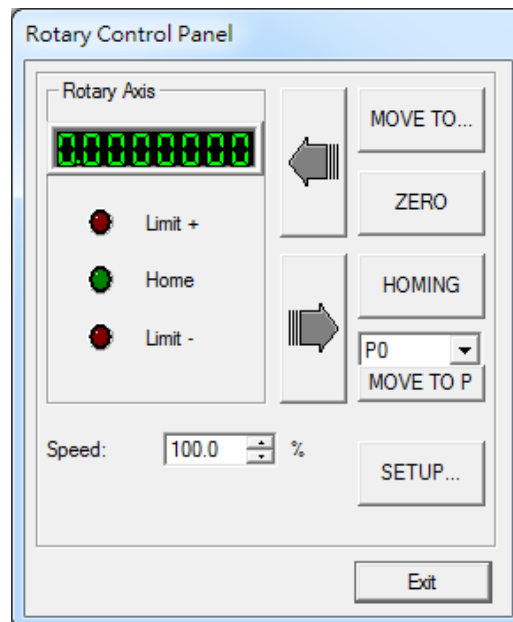 Rotary Control Panel
Rotary Axis
0.0000000
Limit +
Home
Limit -
MOVE TO...
ZERO
HOMING
P0
MOVE TO P
Speed: 100.0 %
SETUP...
Exit